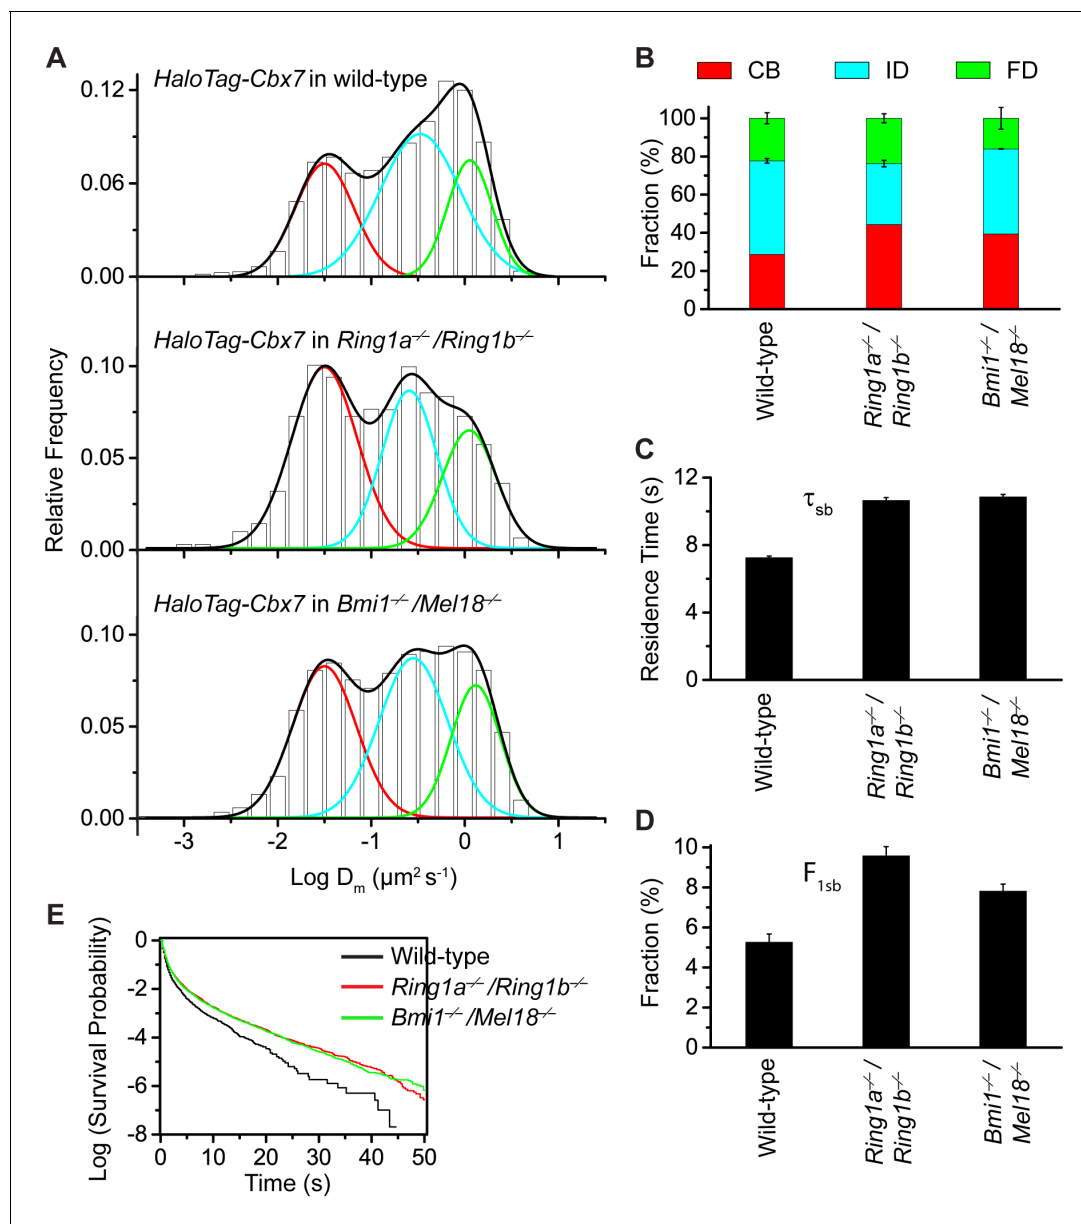 A
HaloTag-Cbx7 in wild-type
0.12
0.06
0.00
HaloTag-Cbx7 in Ring1a⁻/⁻/Ring1b⁻/⁻
0.10
0.05
0.00
HaloTag-Cbx7 in Bmi1⁻/⁻/Mel18⁻/⁻
0.10
0.05
0.00
Relative Frequency
-3 -2 -1 0 1
Log Dₘ (µm² s⁻¹)
B
CB ID FD
100
80
60
40
20
0
Fraction (%)
Wild-type
Ring1a⁻/⁻/
Ring1b⁻/⁻
Bmi1⁻/⁻/
Mel18⁻/⁻
C
12
8
4
0
Residence Time (s)
τsb
Wild-type
Ring1a⁻/⁻/
Ring1b⁻/⁻
Bmi1⁻/⁻/
Mel18⁻/⁻
D
10
8
6
4
2
0
Fraction (%)
F1sb
Wild-type
Ring1a⁻/⁻/
Ring1b⁻/⁻
Bmi1⁻/⁻/
Mel18⁻/⁻
E
0
-2
-4
-6
-8
Log (Survival Probability)
Wild-type
Ring1a⁻/⁻/Ring1b⁻/⁻
Bmi1⁻/⁻/Mel18⁻/⁻
0 10 20 30 40 50
Time (s)